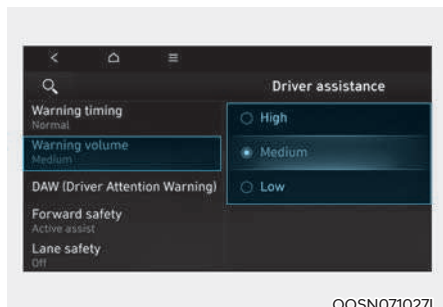 Driver assistance
Warning timing
Normal
Warning volume
Medium
DAW (Driver Attention Warning)
Forward safety
Active assist
Lane safety
Off
High
Medium
Low
OOSN071027L